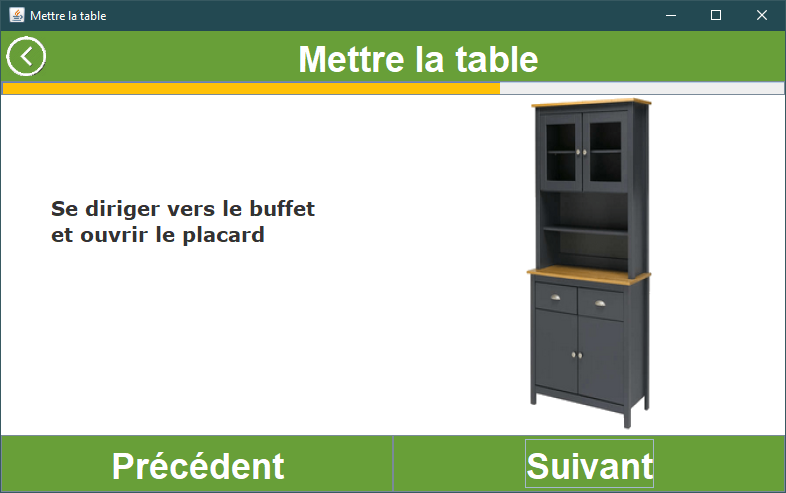 Mettre la table
Mettre la table
Se diriger vers le buffet
et ouvrir le placard
Précédent
Suivant